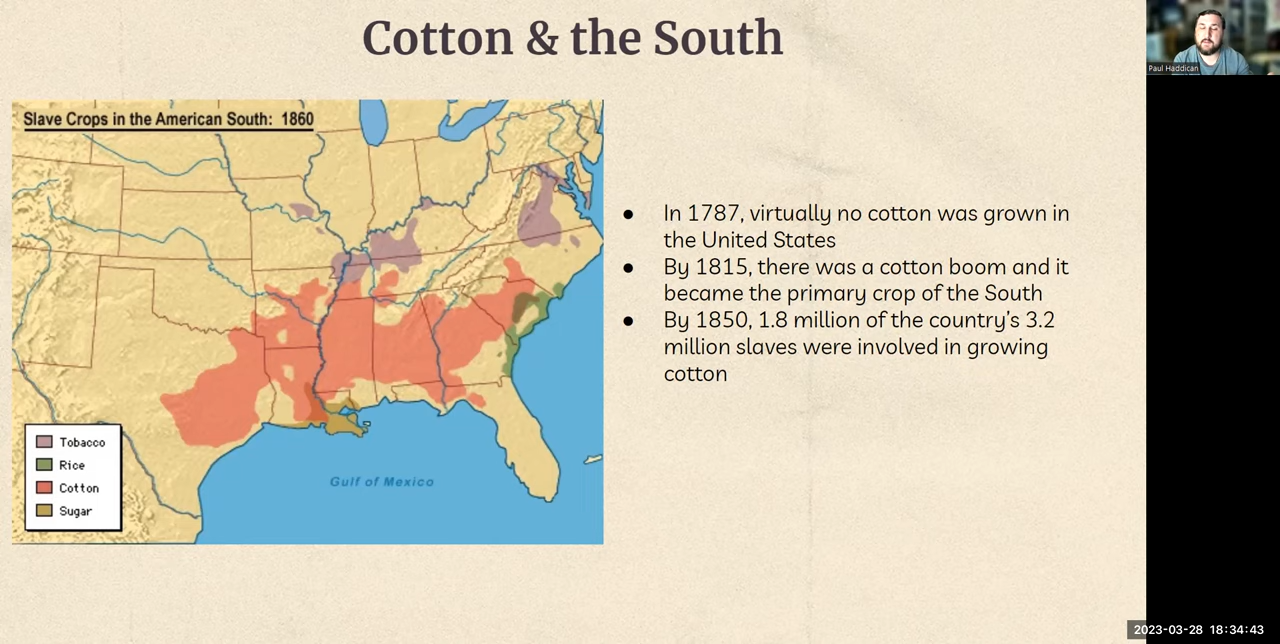 Cotton & the South
Paul Haddican
Slave Crops in the American South: 1860
● In 1787, virtually no cotton was grown in
the United States
● By 1815, there was a cotton boom and it
became the primary crop of the South
● By 1850, 1.8 million of the country’s 3.2
million slaves were involved in growing
cotton
Tobacco
Rice
Cotton
Sugar
Gulf of Mexico
2023-03-28 18:34:43